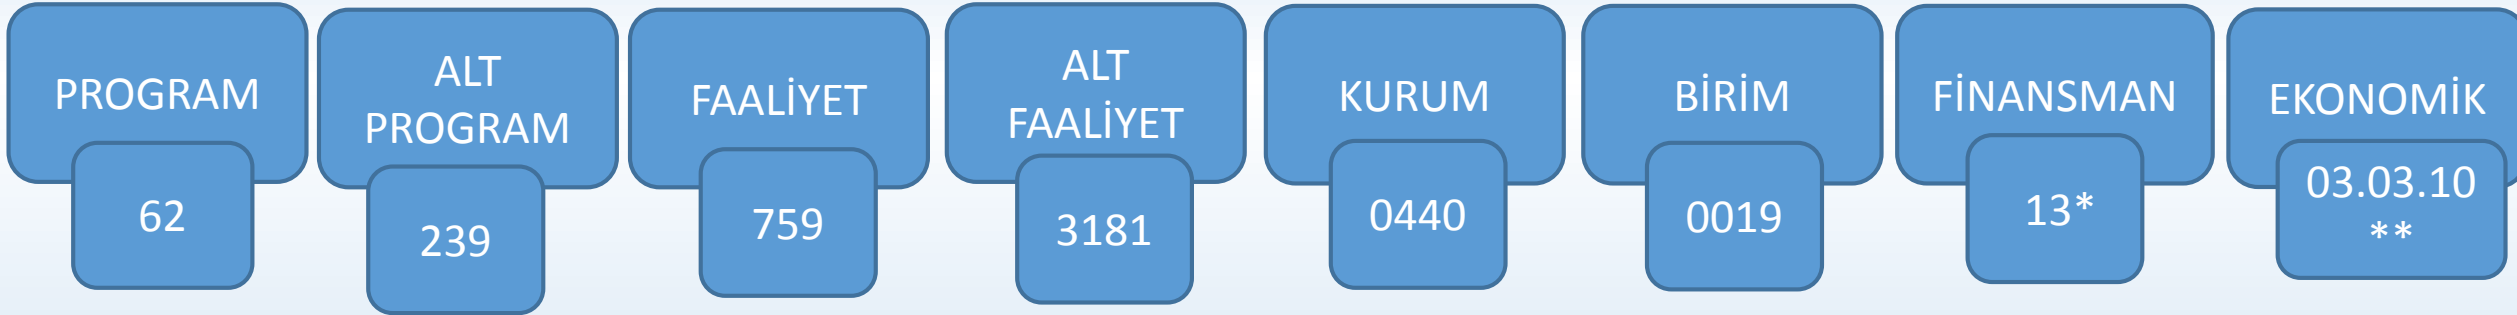 PROGRAM
62
ALT
PROGRAM
239
FAALİYET
759
ALT
FAALİYET
3181
KURUM
0440
BİRİM
0019
FİNANSMAN
13*
EKONOMİK
03.03.10
**